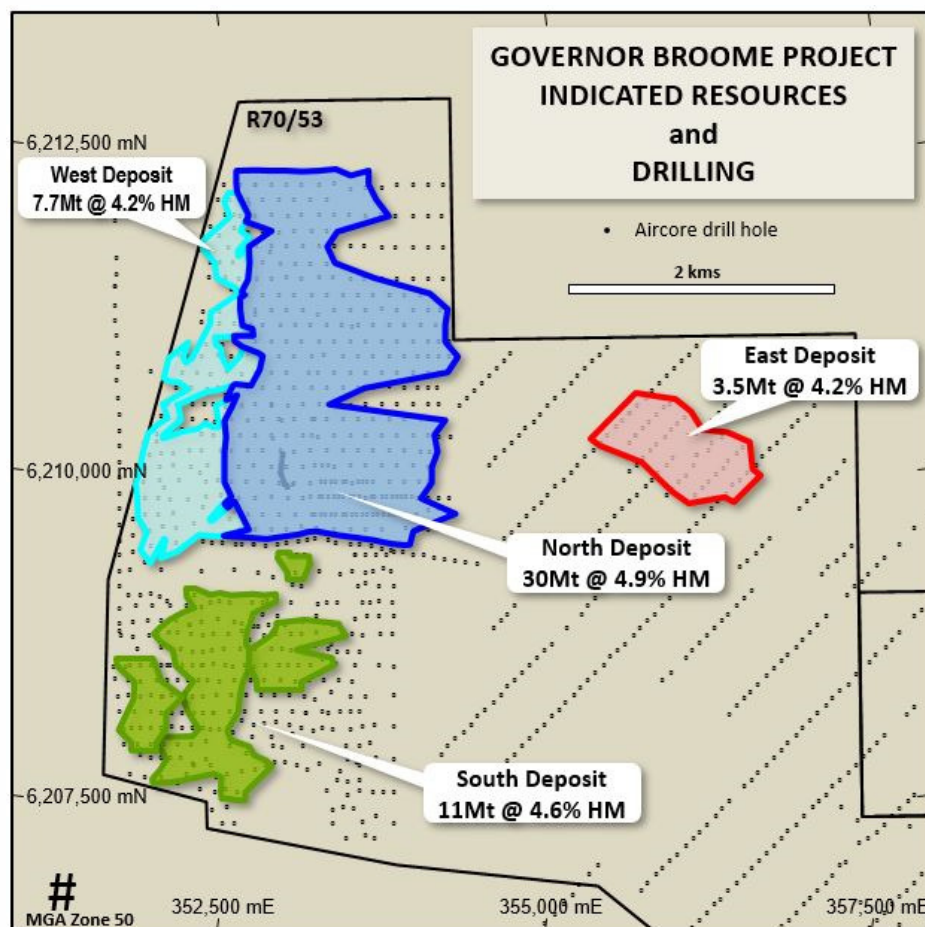 GOVERNOR BROOME PROJECT
INDICATED RESOURCES
and
DRILLING
R70/53
6,212,500 mN
West Deposit
7.7Mt @ 4.2% HM
Aircore drill hole
2 kms
East Deposit
3.5Mt @ 4.2% HM
6,210,000 mN
North Deposit
30Mt @ 4.9% HM
South Deposit
11Mt @ 4.6% HM
6,207,500 mN
#
MGA Zone 50
352,500 mE
355,000 mE
357,500 mE